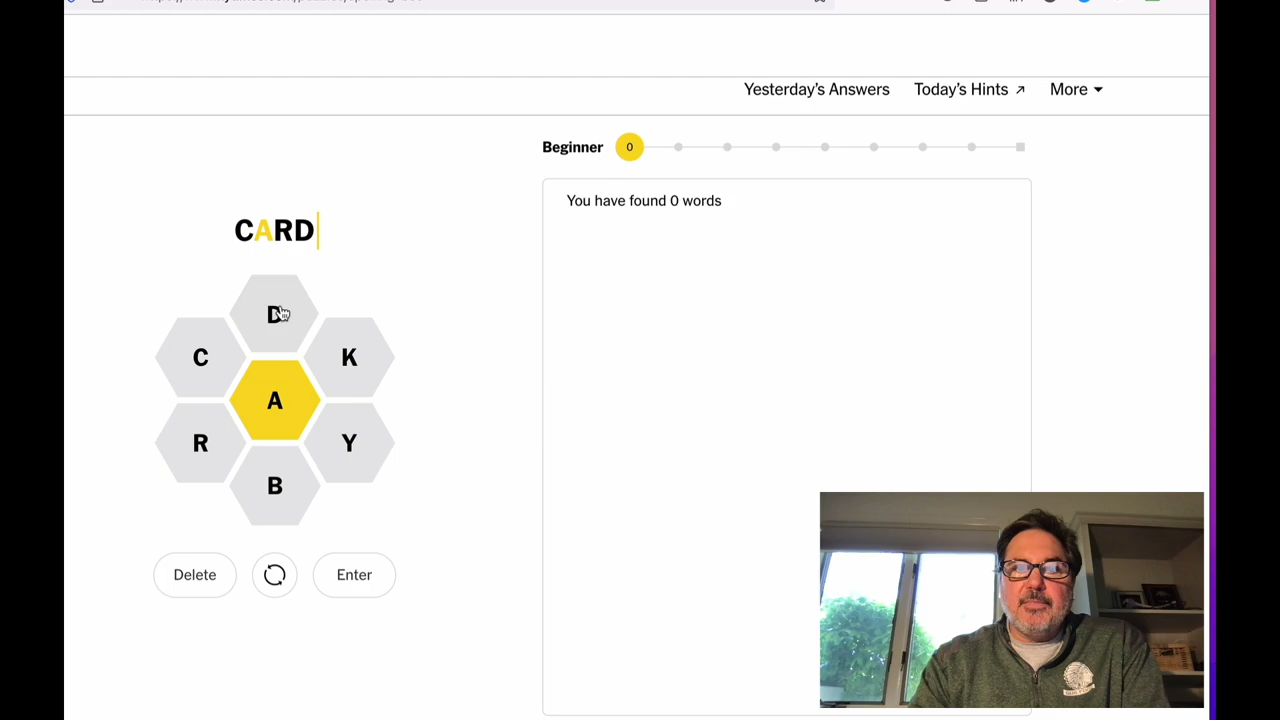 Yesterday's Answers Today's Hints More
Beginner 0
You have found 0 words
CARD
D
C K
A
R Y
B
Delete Enter